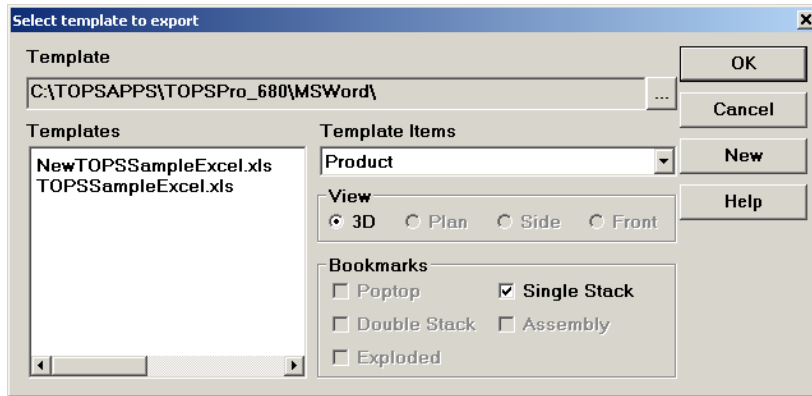 Select template to export
Template
C:\TOPSAPPS\TOPSPro_680\MSWord\
...
OK
Cancel
New
Help
Templates
NewTOPSSampleExcel.xls
TOPSSampleExcel.xls
Template Items
Product
View
3D Plan Side Front
Bookmarks
Poptop Single Stack
Double Stack Assembly
Exploded